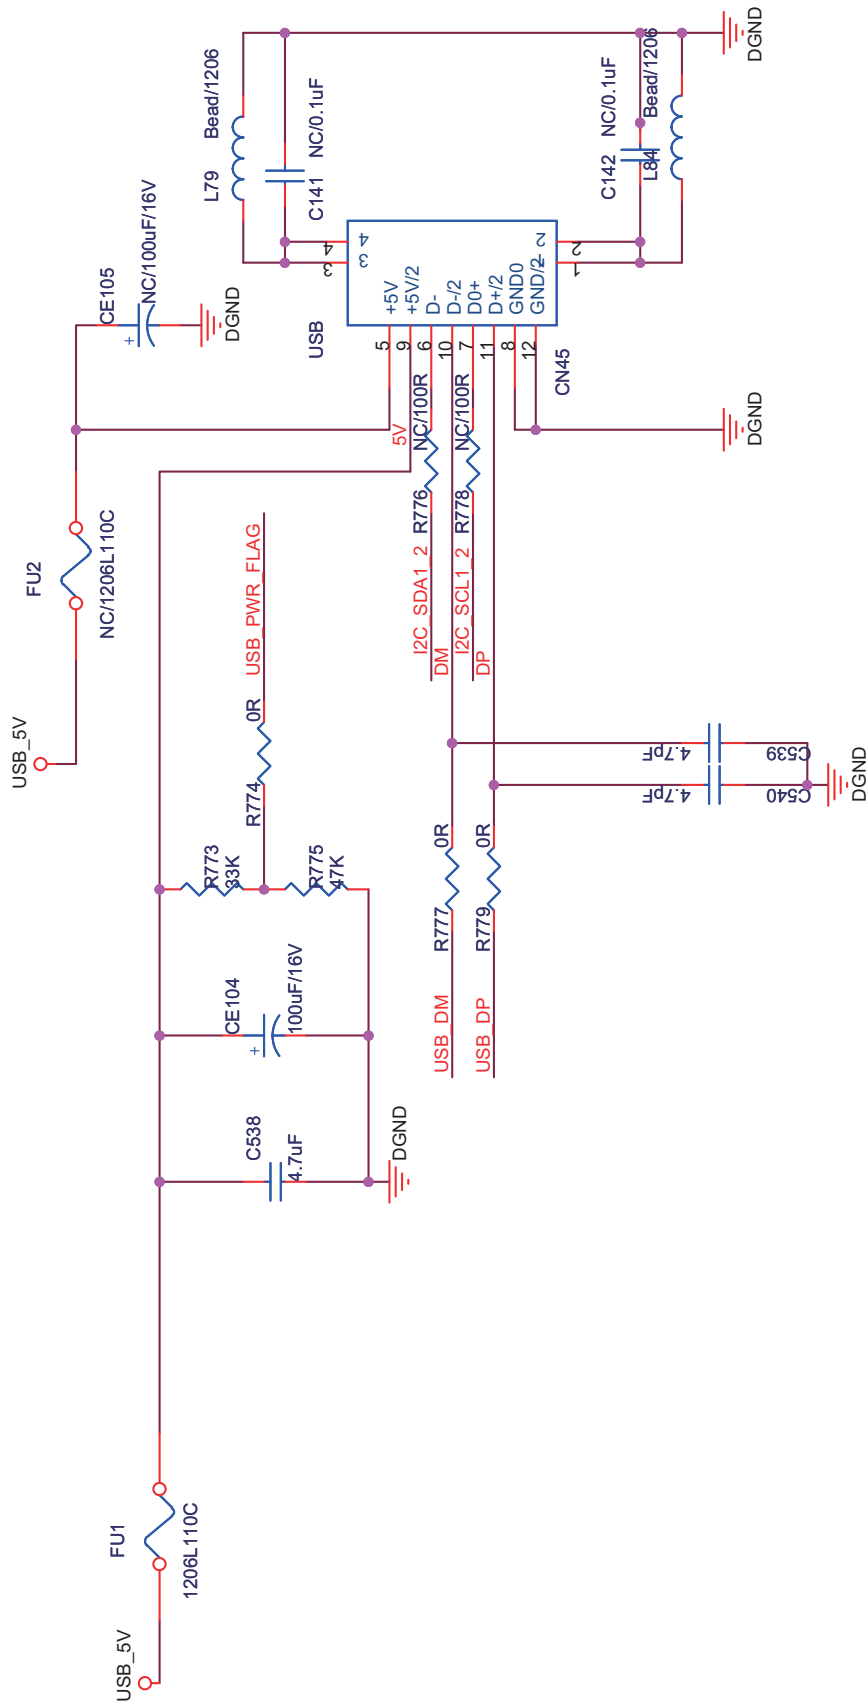 USB_5V
FU1
1206L110C
C538
4.7uF
DGND
CE104
+
100uF/16V
R773
33K
R775
47K
R774
0R
USB_PWR_FLAG
USB_5V
FU2
NC/1206L110C
CE105
+
NC/100uF/16V
DGND
5V
USB_DM
USB_DP
R777
0R
R779
0R
4.7pF
C539
4.7pF
C540
DGND
I2C_SDA1_2
DM
I2C_SCL1_2
DP
R776
NC/100R
R778
NC/100R
USB
CN45
5
9
6
10
7
11
8
12
+5V
+5V/2
D-
D-/2
D0+
D+/2
GND0
GND/2
3
4
3
4
1
2
1
2
DGND
L79
Bead/1206
C141
NC/0.1uF
C142
NC/0.1uF
L84
Bead/1206
DGND